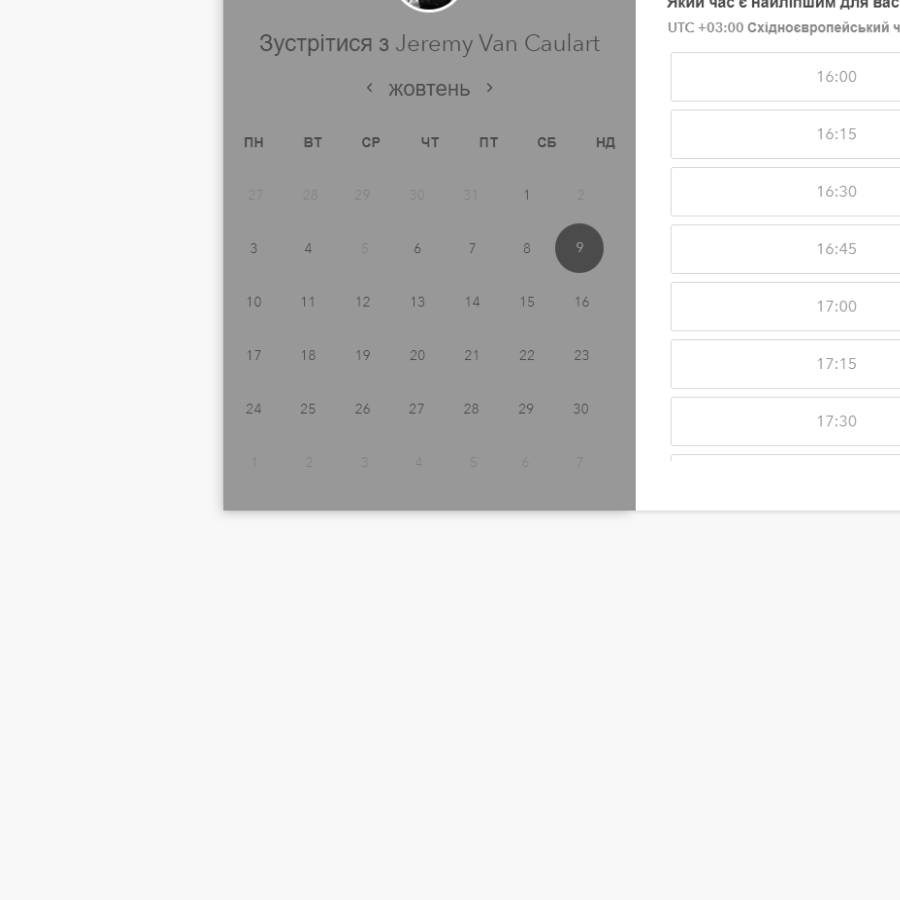 Зустрітися з Jeremy Van Caulart
жовтень
ПН ВТ СР ЧТ ПТ СБ НД
27 28 29 30 31 1 2
3 4 5 6 7 8 9
10 11 12 13 14 15 16
17 18 19 20 21 22 23
24 25 26 27 28 29 30
1 2 3 4 5 6 7
Який час є найліпшим для вас
UTC +03:00 Східноєвропейський ч
16:00
16:15
16:30
16:45
17:00
17:15
17:30